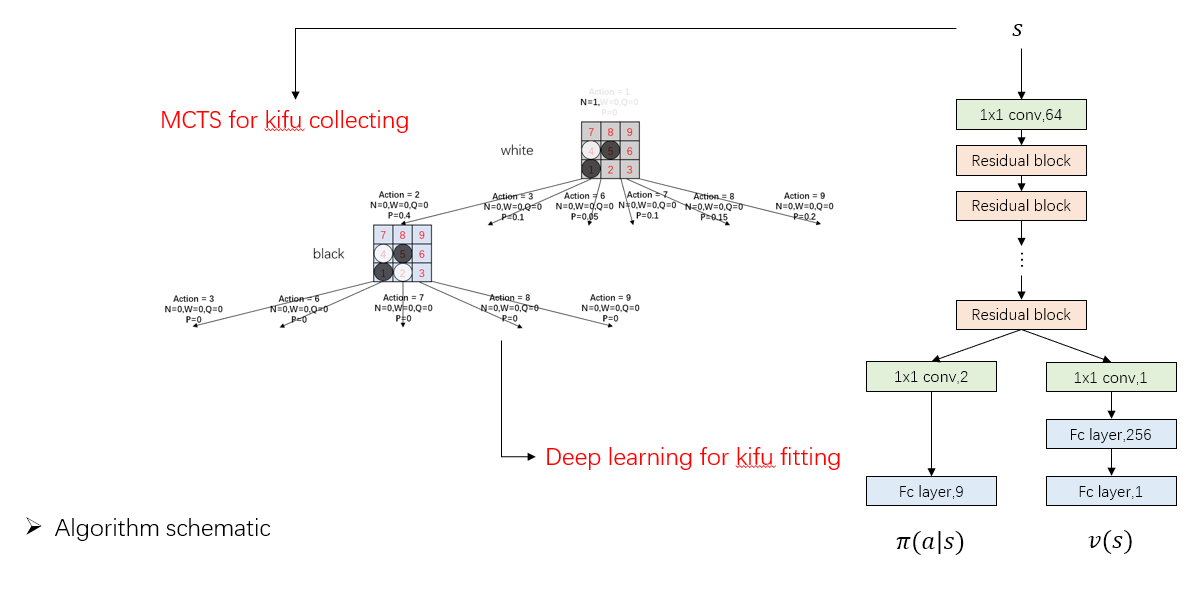 s
MCTS for kifu collecting
Action = 1
N=1,W=0,Q=0
P=0
7 8 9
4 5 6
1 2 3
white
Action = 2
N=0,W=0,Q=0
P=0.4
Action = 3
N=0,W=0,Q=0
P=0.1
Action = 6
N=0,W=0,Q=0
P=0.05
Action = 7
N=0,W=0,Q=0
P=0.1
Action = 8
N=0,W=0,Q=0
P=0.15
Action = 9
N=0,W=0,Q=0
P=0.2
7 8 9
4 5 6
1 2 3
black
Action = 3
N=0,W=0,Q=0
P=0
Action = 6
N=0,W=0,Q=0
P=0
Action = 7
N=0,W=0,Q=0
P=0
Action = 8
N=0,W=0,Q=0
P=0
Action = 9
N=0,W=0,Q=0
P=0
Deep learning for kifu fitting
1x1 conv,64
Residual block
Residual block
⋮
Residual block
1x1 conv,2
1x1 conv,1
Fc layer,256
Fc layer,9
Fc layer,1
π(a|s)
v(s)
➢ Algorithm schematic